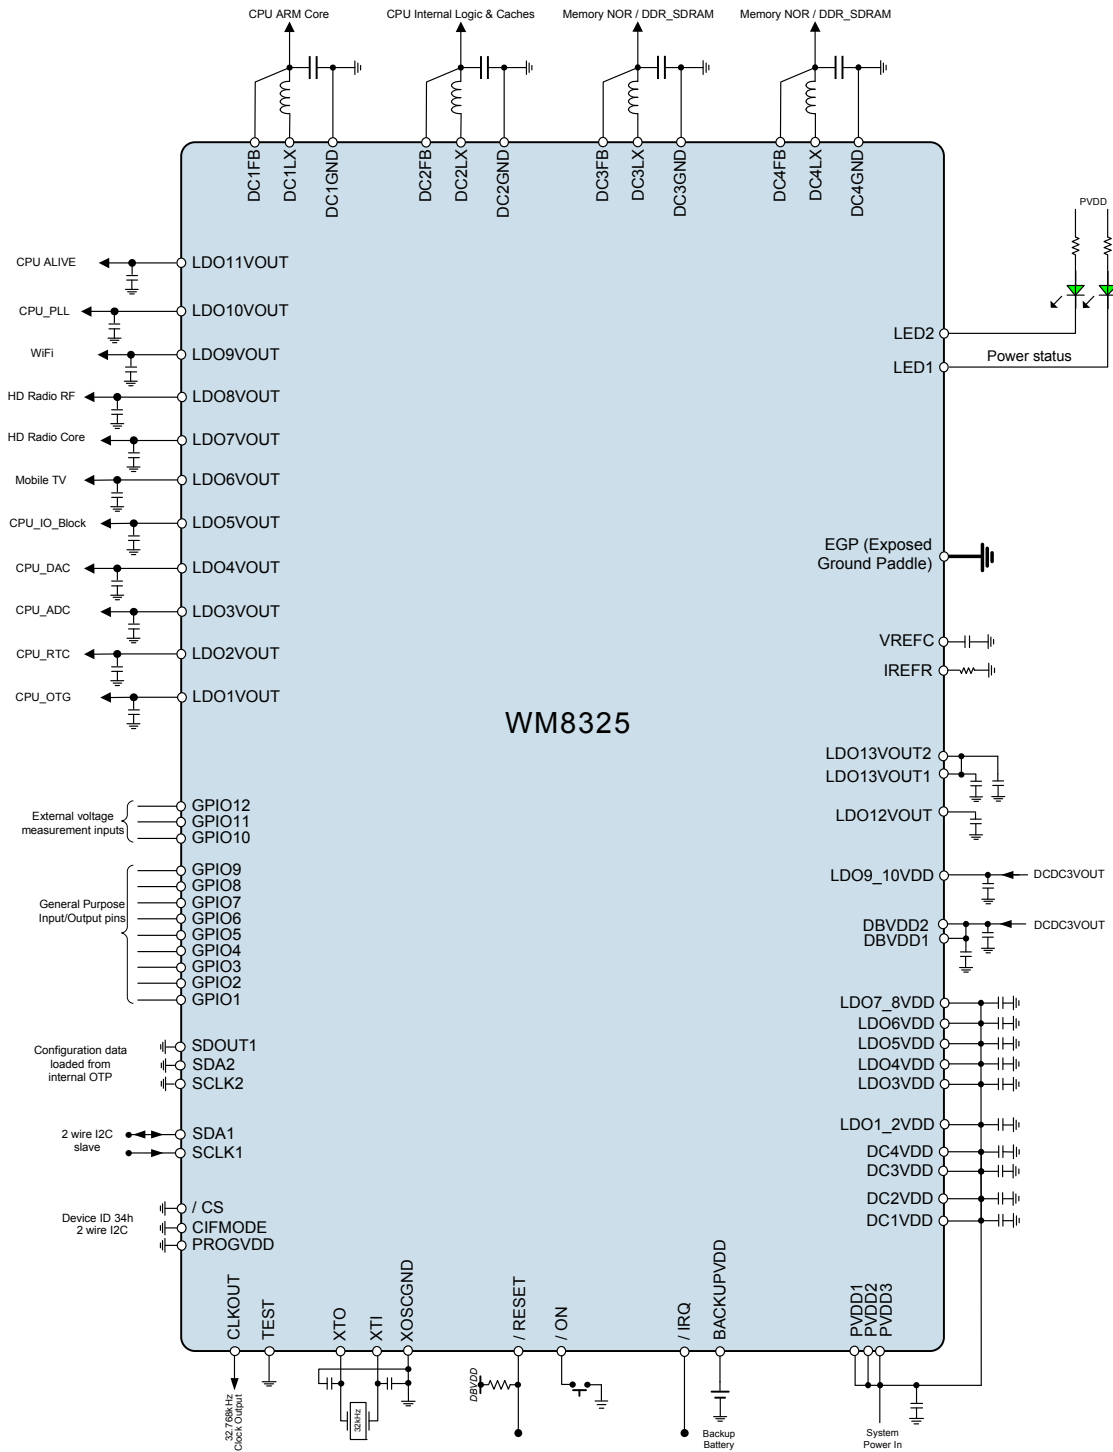 CPU ARM Core
CPU Internal Logic & Caches
Memory NOR / DDR_SDRAM
Memory NOR / DDR_SDRAM
DC1FB
DC1LX
DC1GND
DC2FB
DC2LX
DC2GND
DC3FB
DC3LX
DC3GND
DC4FB
DC4LX
DC4GND
PVDD
CPU ALIVE
LDO11VOUT
CPU_PLL
LDO10VOUT
WiFi
LDO9VOUT
HD Radio RF
LDO8VOUT
HD Radio Core
LDO7VOUT
Mobile TV
LDO6VOUT
CPU_IO_Block
LDO5VOUT
CPU_DAC
LDO4VOUT
CPU_ADC
LDO3VOUT
CPU_RTC
LDO2VOUT
CPU_OTG
LDO1VOUT
LED2
LED1
Power status
EGP (Exposed
Ground Paddle)
VREFC
IREFR
WM8325
LDO13VOUT2
LDO13VOUT1
LDO12VOUT
LDO9_10VDD
DCDC3VOUT
DBVDD2
DBVDD1
DCDC3VOUT
External voltage
measurement inputs
GPIO12
GPIO11
GPIO10
General Purpose
Input/Output pins
GPIO9
GPIO8
GPIO7
GPIO6
GPIO5
GPIO4
GPIO3
GPIO2
GPIO1
LDO7_8VDD
LDO6VDD
LDO5VDD
LDO4VDD
LDO3VDD
LDO1_2VDD
DC4VDD
DC3VDD
DC2VDD
DC1VDD
Configuration data
loaded from
internal OTP
SDOUT1
SDA2
SCLK2
2 wire I2C
slave
SDA1
SCLK1
Device ID 34h
2 wire I2C
/ CS
CIFMODE
PROGVDD
CLKOUT
TEST
XTO
XTI
XOSCGND
/ RESET
/ ON
/ IRQ
BACKUPVDD
PVDD1
PVDD2
PVDD3
32.768kHz
Clock Output
32kHz
DBVDD
Backup
Battery
System
Power In